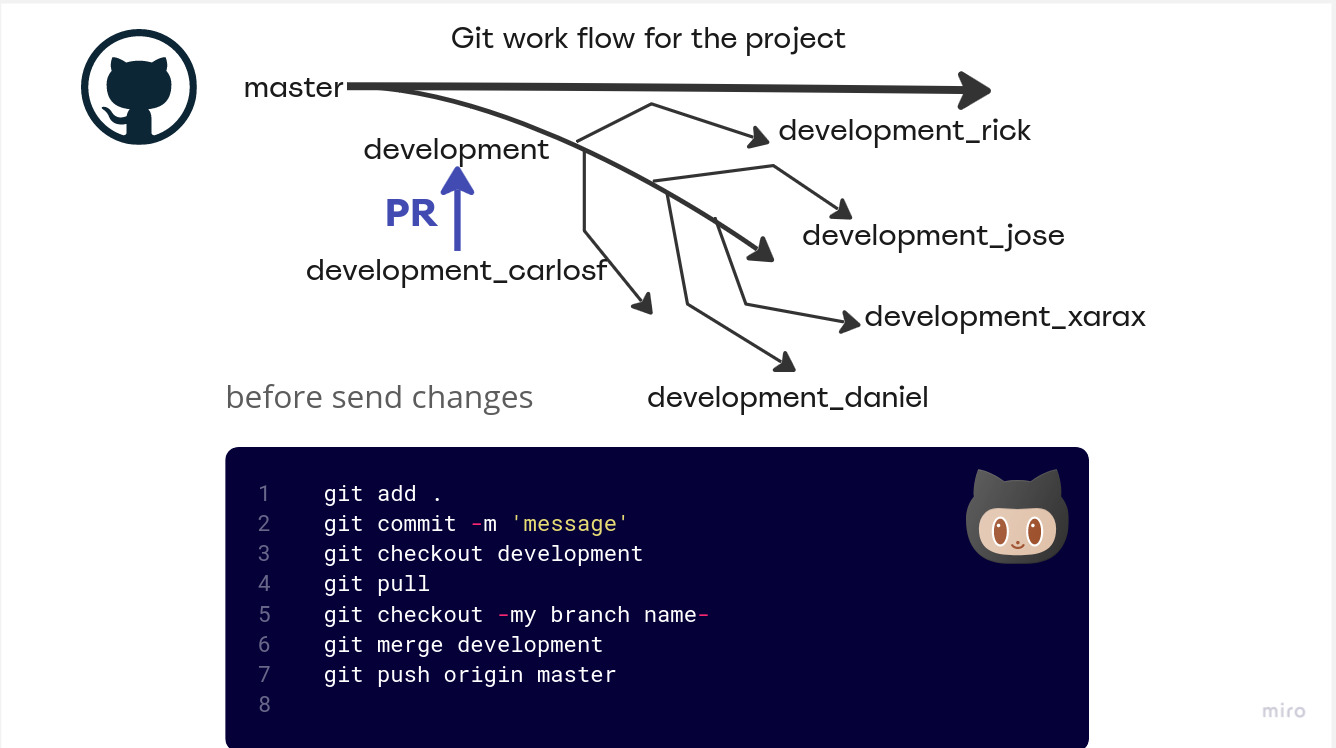 Git work flow for the project
master
development_rick
development
PR
development_jose
development_carlosf
development_xarax
before send changes
development_daniel
1 git add .
2 git commit -m 'message'
3 git checkout development
4 git pull
5 git checkout -my branch name-
6 git merge development
7 git push origin master
8
miro